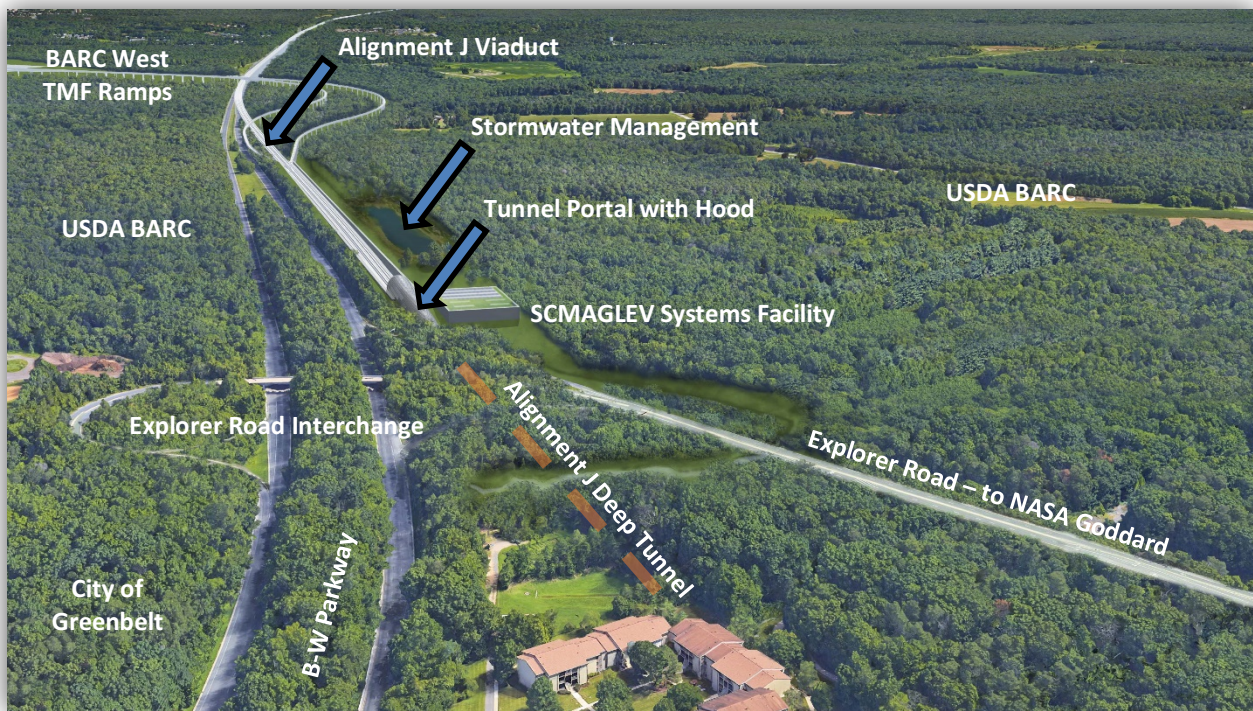 Alignment J Viaduct
BARC West
TMF Ramps
Stormwater Management
USDA BARC
Tunnel Portal with Hood
USDA BARC
SCMAGLEV Systems Facility
Explorer Road Interchange
Alignment J Deep Tunnel
Explorer Road – to NASA Goddard
B-W Parkway
City of
Greenbelt